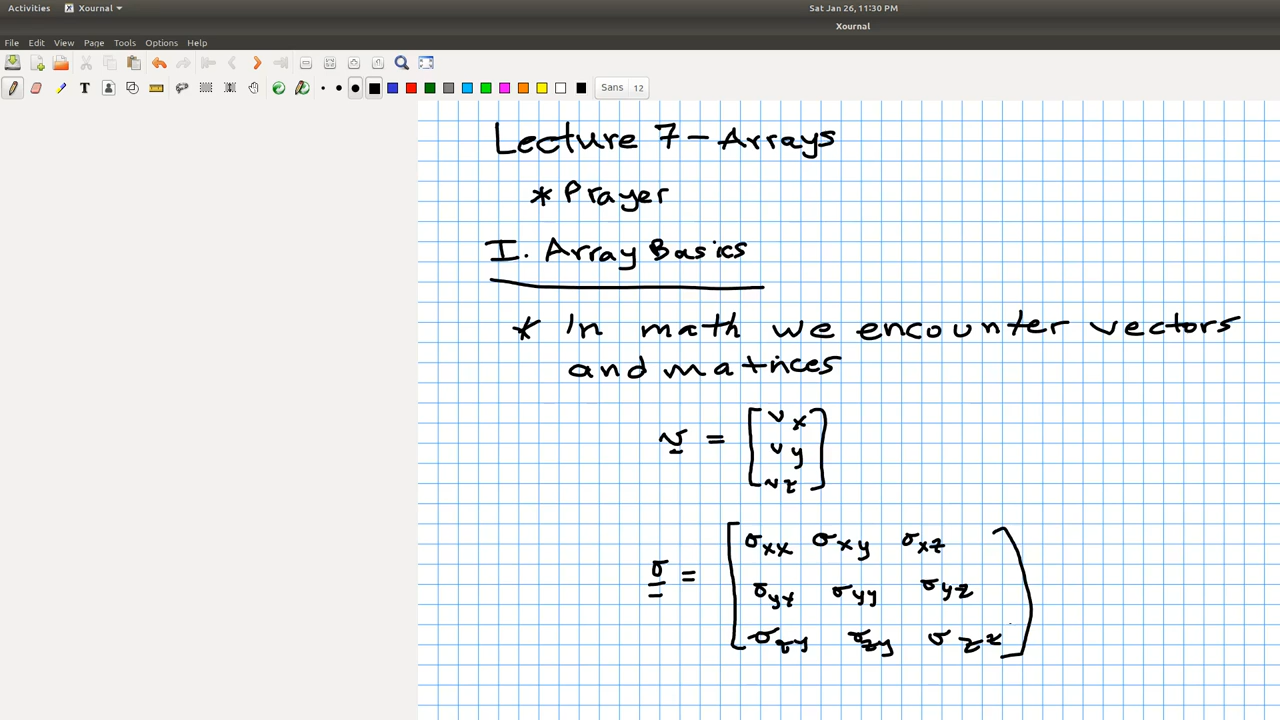 Activities Xournal Sat Jan 26, 11:30 PM
Xournal
File Edit View Page Tools Options Help
Sans 12
Lecture 7 - Arrays
* Prayer
I. Array Basics
* In math we encounter vectors
and matrices
v = [ vx
vy
vz ]
σ = [ σxx σxy σxz
σyx σyy σyz
σzy σzy σzz ]